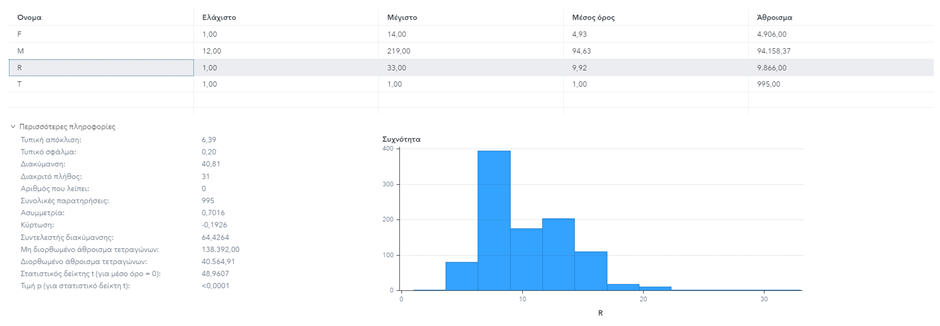 Όνομα Ελάχιστο Μέγιστο Μέσος όρος Άθροισμα
F 1,00 14,00 4,93 4.906,00
M 12,00 219,00 94,63 94.158,37
R 1,00 33,00 9,92 9.866,00
T 1,00 1,00 1,00 995,00
Περισσότερες πληροφορίες
Τυπική απόκλιση: 6,39
Τυπικό σφάλμα: 0,20
Διακύμανση: 40,81
Διακριτό πλήθος: 31
Αριθμός που λείπει: 0
Συνολικές παρατηρήσεις: 995
Ασυμμετρία: 0,7016
Κύρτωση: -0,1926
Συντελεστής διακύμανσης: 64,4264
Μη διορθωμένο άθροισμα τετραγώνων: 138.392,00
Διορθωμένο άθροισμα τετραγώνων: 40.564,91
Στατιστικός δείκτης t (για μέσο όρο = 0): 48,9607
Τιμή p (για στατιστικό δείκτη t): <0,0001
Συχνότητα
400
300
200
100
0
0 10 20 30
R